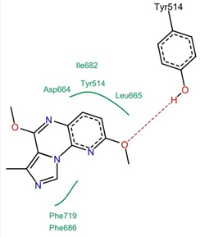 Tyr514
Ile682
Tyr514
Asp664
Leu665
O
H
N
O
O
N
N
N
Phe719
Phe686